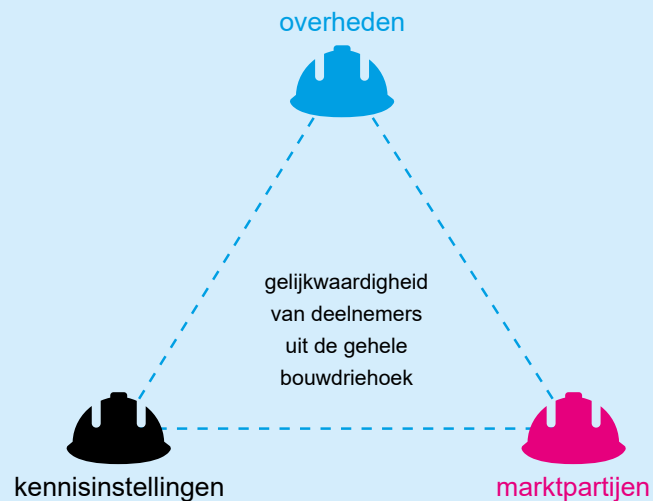 overheden
gelijkwaardigheid
van deelnemers
uit de gehele
bouwdriehoek
kennisinstellingen
marktpartijen